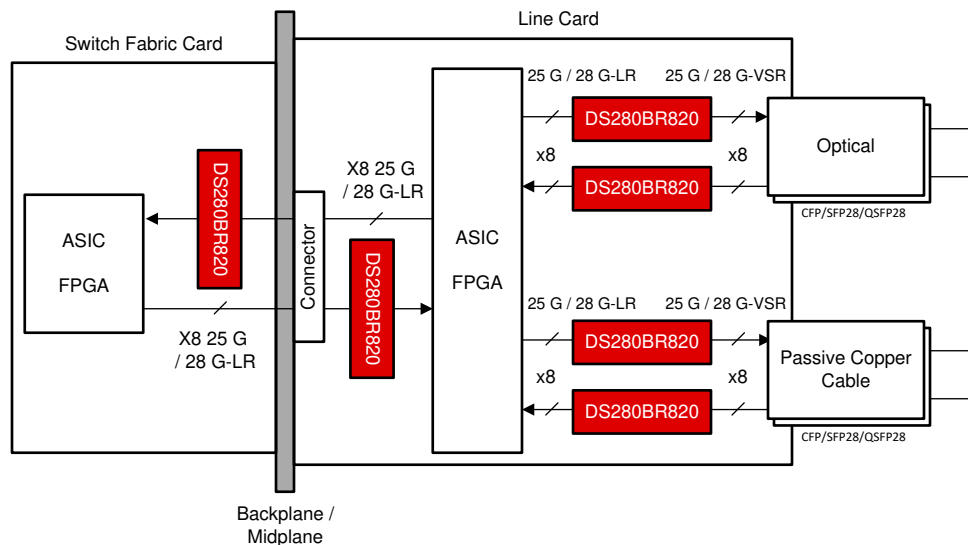 Line Card
Switch Fabric Card
25 G / 28 G-LR
25 G / 28 G-VSR
DS280BR820
Optical
x8
x8
DS280BR820
CFP/SFP28/QSFP28
DS280BR820
X8 25 G
/ 28 G-LR
ASIC
FPGA
Connector
DS280BR820
ASIC
FPGA
X8 25 G
/ 28 G-LR
25 G / 28 G-LR
25 G / 28 G-VSR
DS280BR820
Passive Copper
Cable
x8
x8
DS280BR820
CFP/SFP28/QSFP28
Backplane /
Midplane